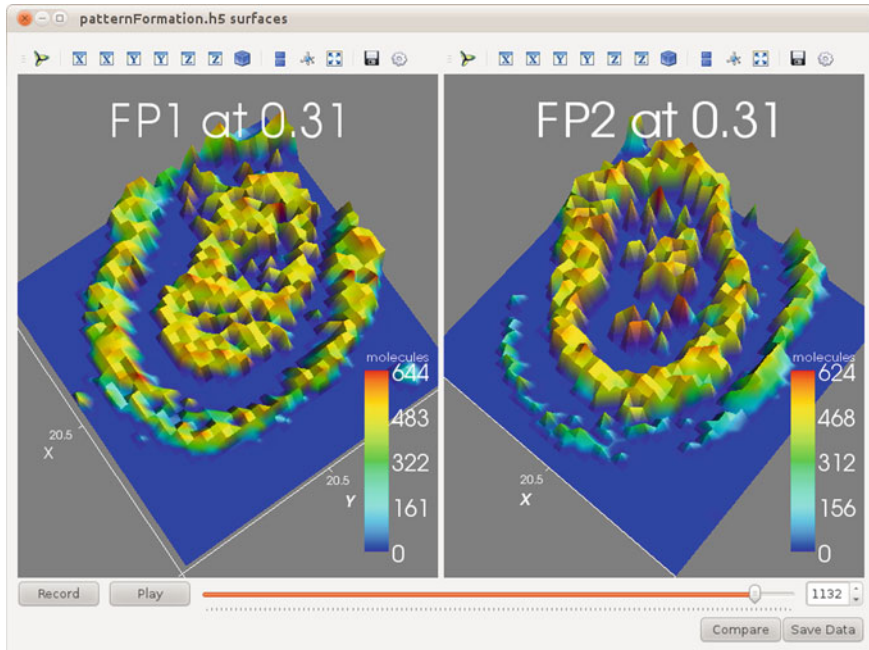 patternFormation.h5 surfaces
X X Y Y Z Z
X X Y Y Z Z
FP1 at 0.31
molecules
644
483
322
161
0
20.5
X
20.5
Y
FP2 at 0.31
molecules
624
468
312
156
0
20.5
X
Record
Play
1132
Compare
Save Data